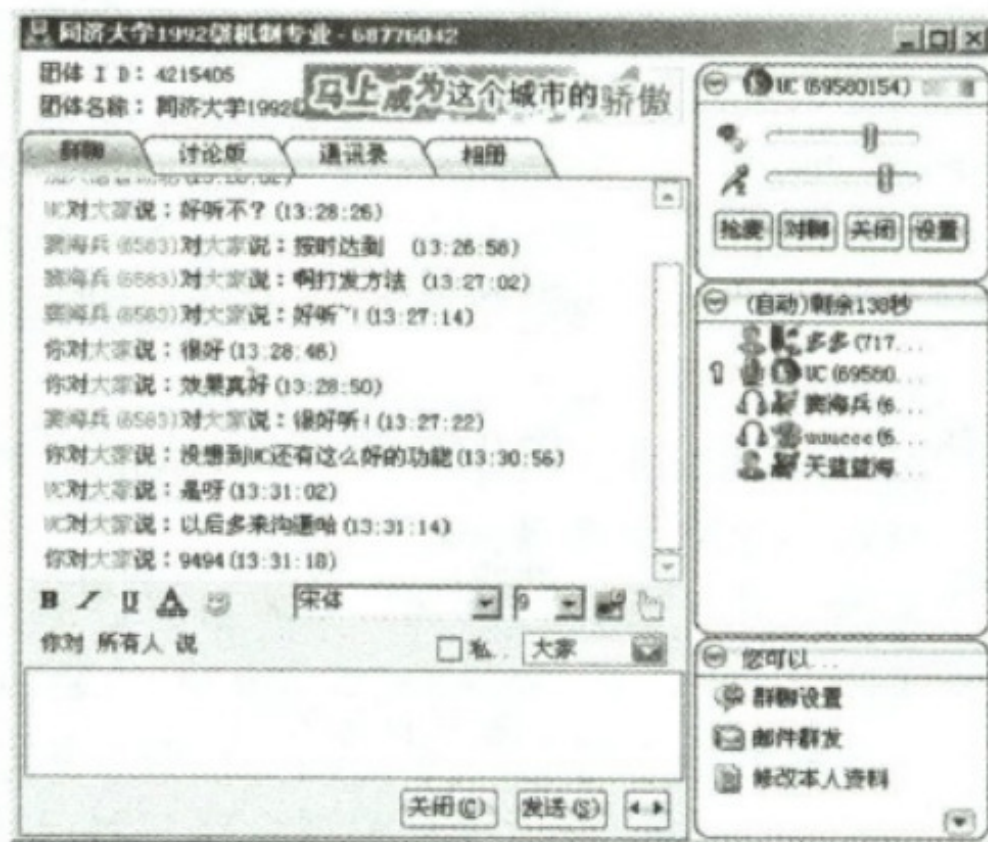 同济大学1992级机制专业 - 68776042
团体 I D: 4215405
团体名称: 同济大学1992
马上成为这个城市的骄傲
群聊 讨论版 通讯录 相册
UC对大家说:好听不?(13:28:26)
窦海兵(6583)对大家说:按时达到 (13:26:58)
窦海兵(6583)对大家说:啊打发方法 (13:27:02)
窦海兵(6583)对大家说:好听~!(13:27:14)
你对大家说:很好(13:28:46)
你对大家说:效果真好(13:28:50)
窦海兵(6583)对大家说:很好听!(13:27:22)
你对大家说:没想到UC还有这么好的功能(13:30:56)
UC对大家说:是呀(13:31:02)
UC对大家说:以后多来沟通哈(13:31:14)
你对大家说:9494(13:31:18)
B I U A 宋体 9
你对 所有人 说 私.. 大家
关闭(C) 发送(S)
UC(69580154)
抢麦 对聊 关闭 设置
(自动)剩余138秒
多多(717...
UC(69580...
窦海兵(6...
uuuccc(6...
天蓝蓝海...
您可以...
群聊设置
邮件群发
修改本人资料